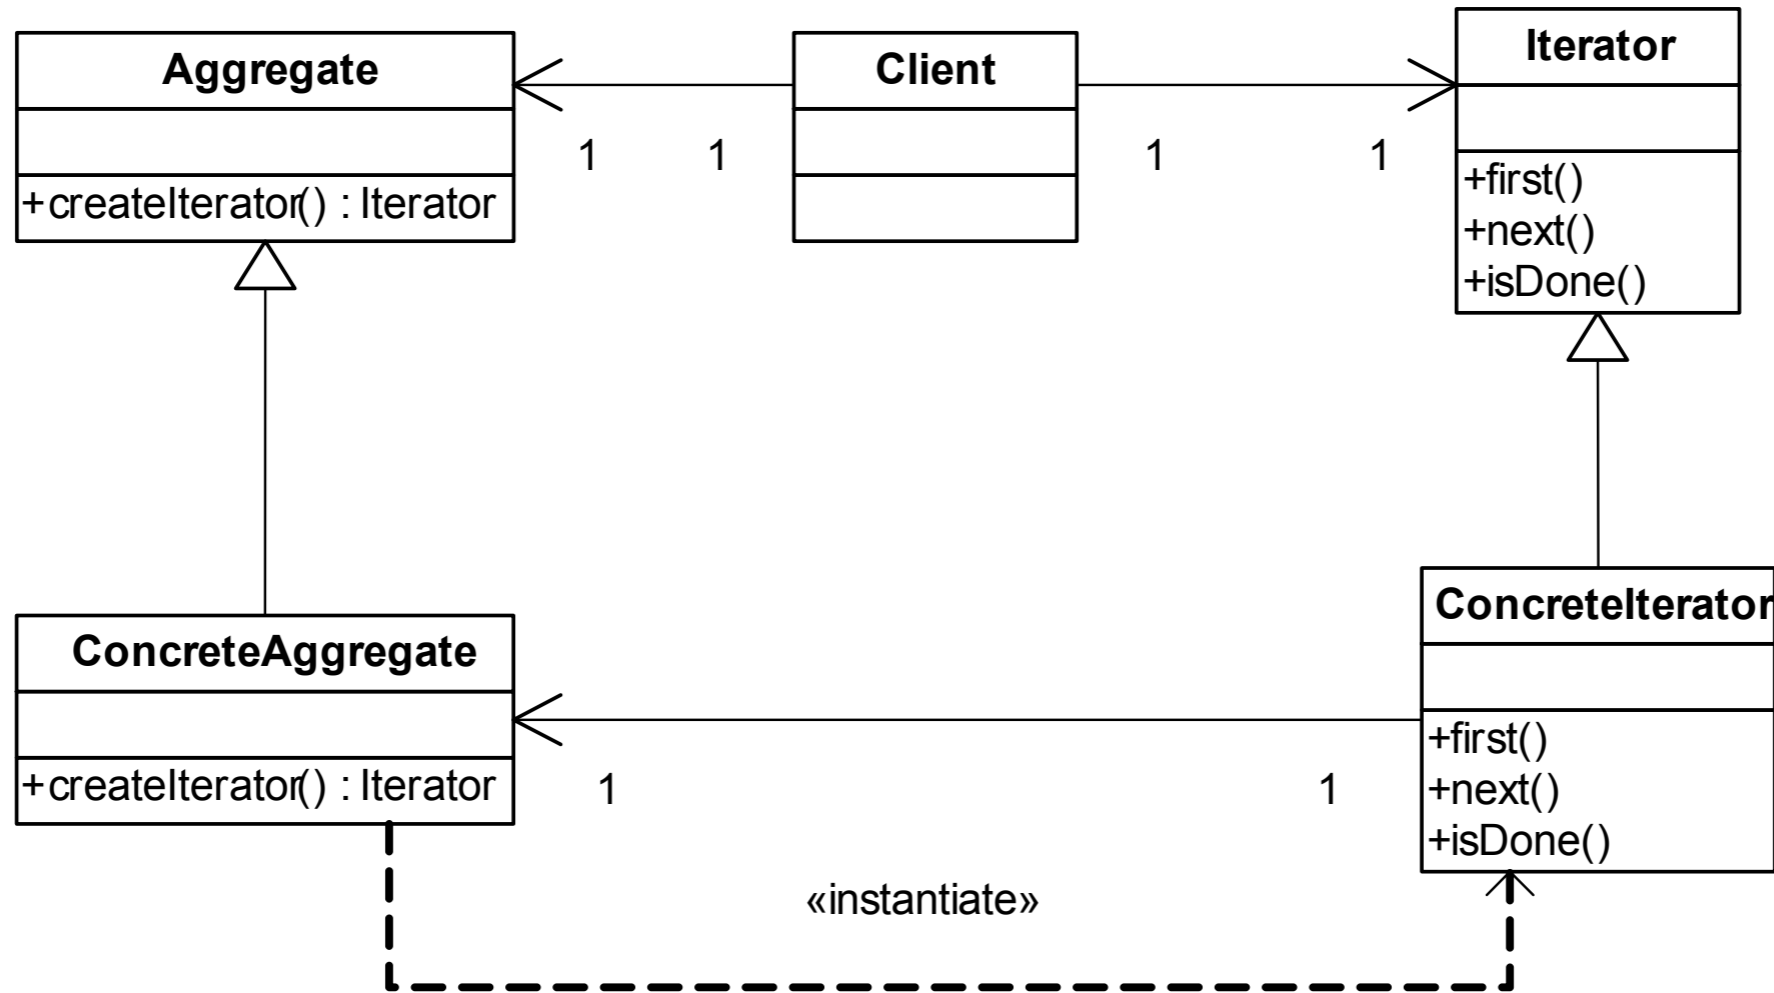 Aggregate
+createIterator() : Iterator
Client
Iterator
+first()
+next()
+isDone()
1
1
1
1
ConcreteAggregate
+createIterator() : Iterator
ConcreteIterator
+first()
+next()
+isDone()
1
1
«instantiate»